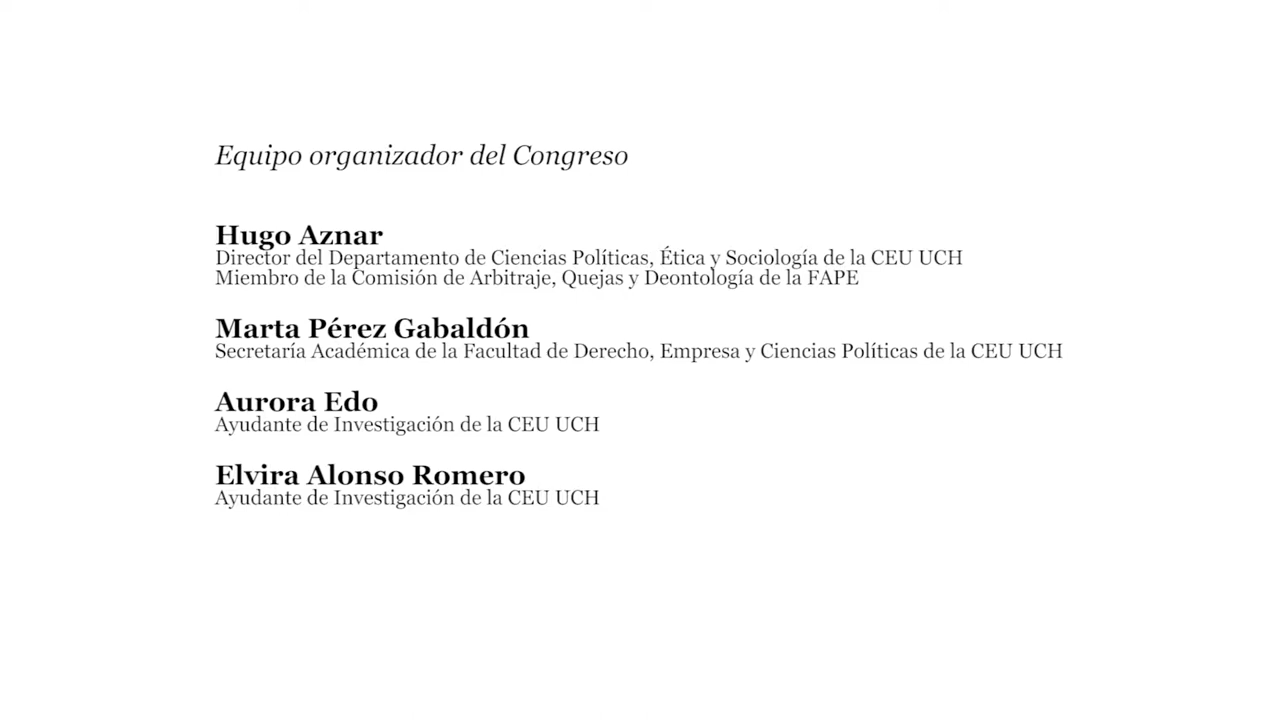 Equipo organizador del Congreso
Hugo Aznar
Director del Departamento de Ciencias Políticas, Ética y Sociología de la CEU UCH
Miembro de la Comisión de Arbitraje, Quejas y Deontología de la FAPE
Marta Pérez Gabaldón
Secretaría Académica de la Facultad de Derecho, Empresa y Ciencias Políticas de la CEU UCH
Aurora Edo
Ayudante de Investigación de la CEU UCH
Elvira Alonso Romero
Ayudante de Investigación de la CEU UCH